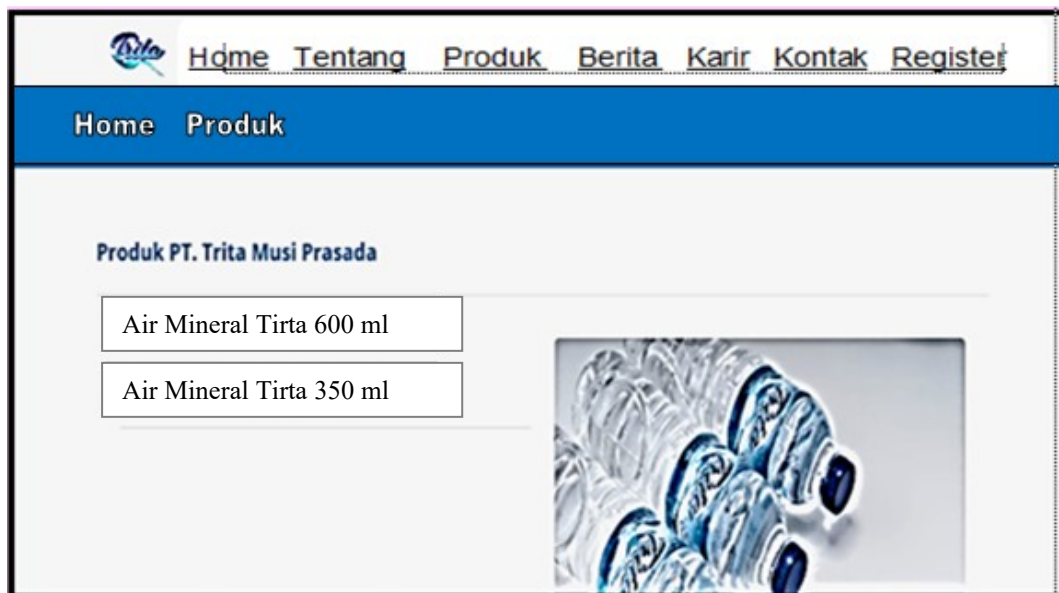 Trita Home Tentang Produk Berita Karir Kontak Register
Home Produk
Produk PT. Trita Musi Prasada
Air Mineral Tirta 600 ml
Air Mineral Tirta 350 ml